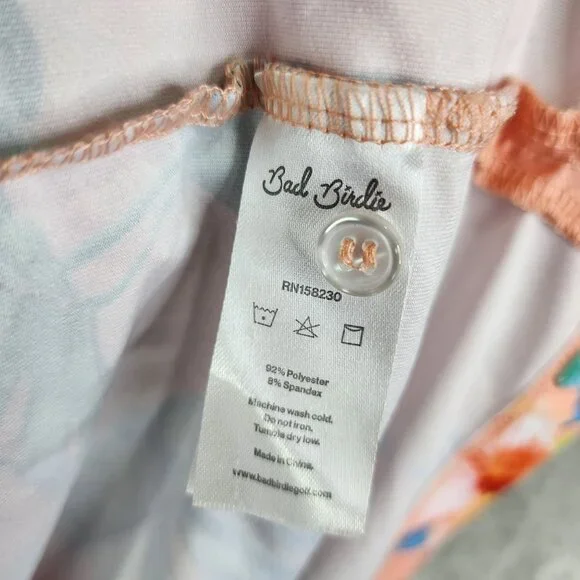 Bad Birdie
RN158230
92% Polyester
8% Spandex
Machine wash cold.
Do not iron.
Tumble dry low.
Made in China.
www.badbirdiegolf.com